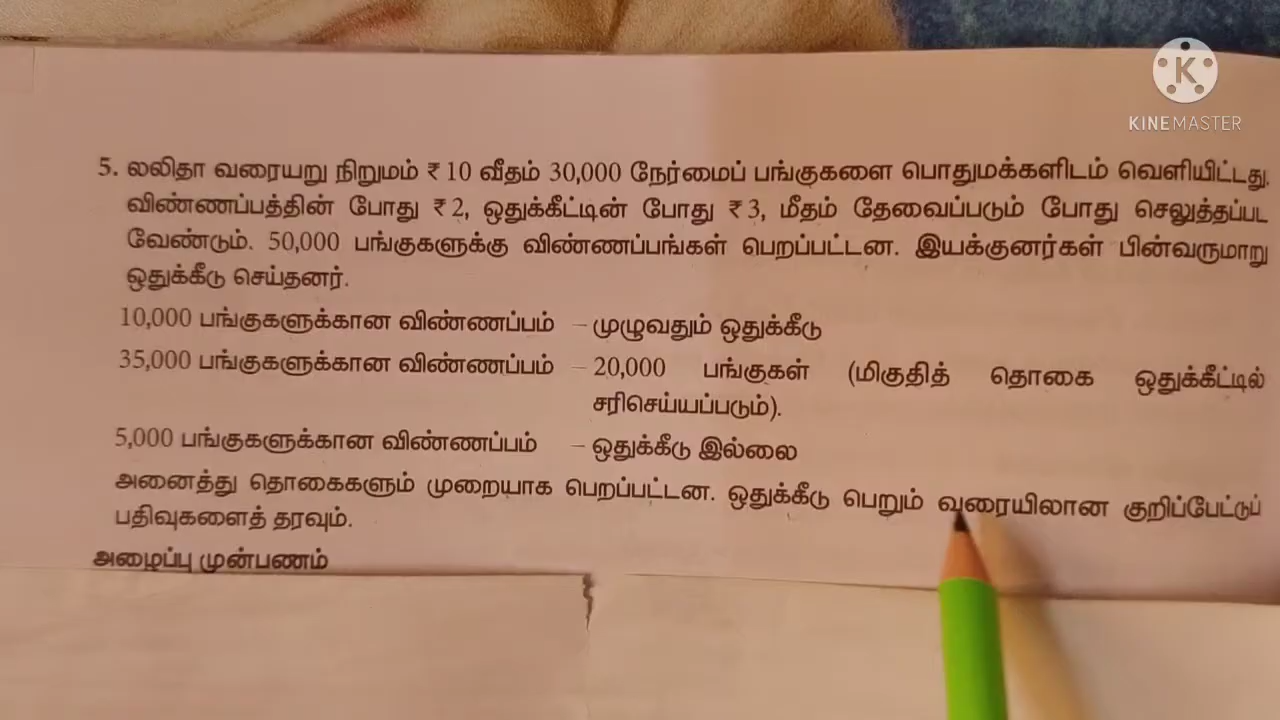 KINEMASTER
5. லலிதா வரையறு நிறுமம் ₹ 10 வீதம் 30,000 நேர்மைப் பங்குகளை பொதுமக்களிடம் வெளியிட்டது.
விண்ணப்பத்தின் போது ₹ 2, ஒதுக்கீட்டின் போது ₹ 3, மீதம் தேவைப்படும் போது செலுத்தப்பட
வேண்டும். 50,000 பங்குகளுக்கு விண்ணப்பங்கள் பெறப்பட்டன. இயக்குனர்கள் பின்வருமாறு
ஒதுக்கீடு செய்தனர்.
10,000 பங்குகளுக்கான விண்ணப்பம் – முழுவதும் ஒதுக்கீடு
35,000 பங்குகளுக்கான விண்ணப்பம் – 20,000 பங்குகள் (மிகுதித் தொகை ஒதுக்கீட்டில்
சரிசெய்யப்படும்).
5,000 பங்குகளுக்கான விண்ணப்பம் – ஒதுக்கீடு இல்லை
அனைத்து தொகைகளும் முறையாக பெறப்பட்டன. ஒதுக்கீடு பெறும் வரையிலான குறிப்பேட்டுப்
பதிவுகளைத் தரவும்.
அழைப்பு முன்பணம்